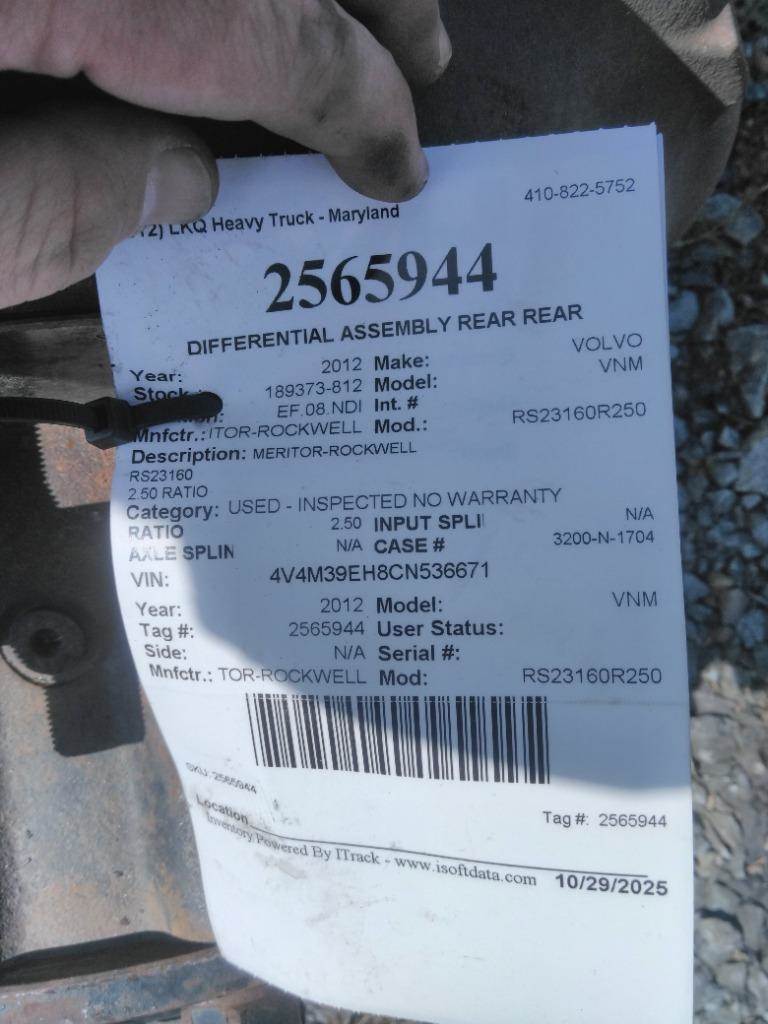 LKQ Heavy Truck - Maryland 410-822-5752
2565944
DIFFERENTIAL ASSEMBLY REAR REAR
Year: 2012 Make: VOLVO
Stock 189373-812 Model: VNM
EF.08.NDI Int. #
Mnfctr.: ITOR-ROCKWELL Mod.: RS23160R250
Description: MERITOR-ROCKWELL
RS23160
2.50 RATIO
Category: USED - INSPECTED NO WARRANTY
RATIO 2.50 INPUT SPLI N/A
AXLE SPLIN N/A CASE # 3200-N-1704
VIN: 4V4M39EH8CN536671
Year: 2012 Model: VNM
Tag #: 2565944 User Status:
Side: N/A Serial #:
Mnfctr.: TOR-ROCKWELL Mod: RS23160R250
SKU: 2565944
Tag #: 2565944
Location
Inventory Powered By ITrack - www.isoftdata.com 10/29/2025